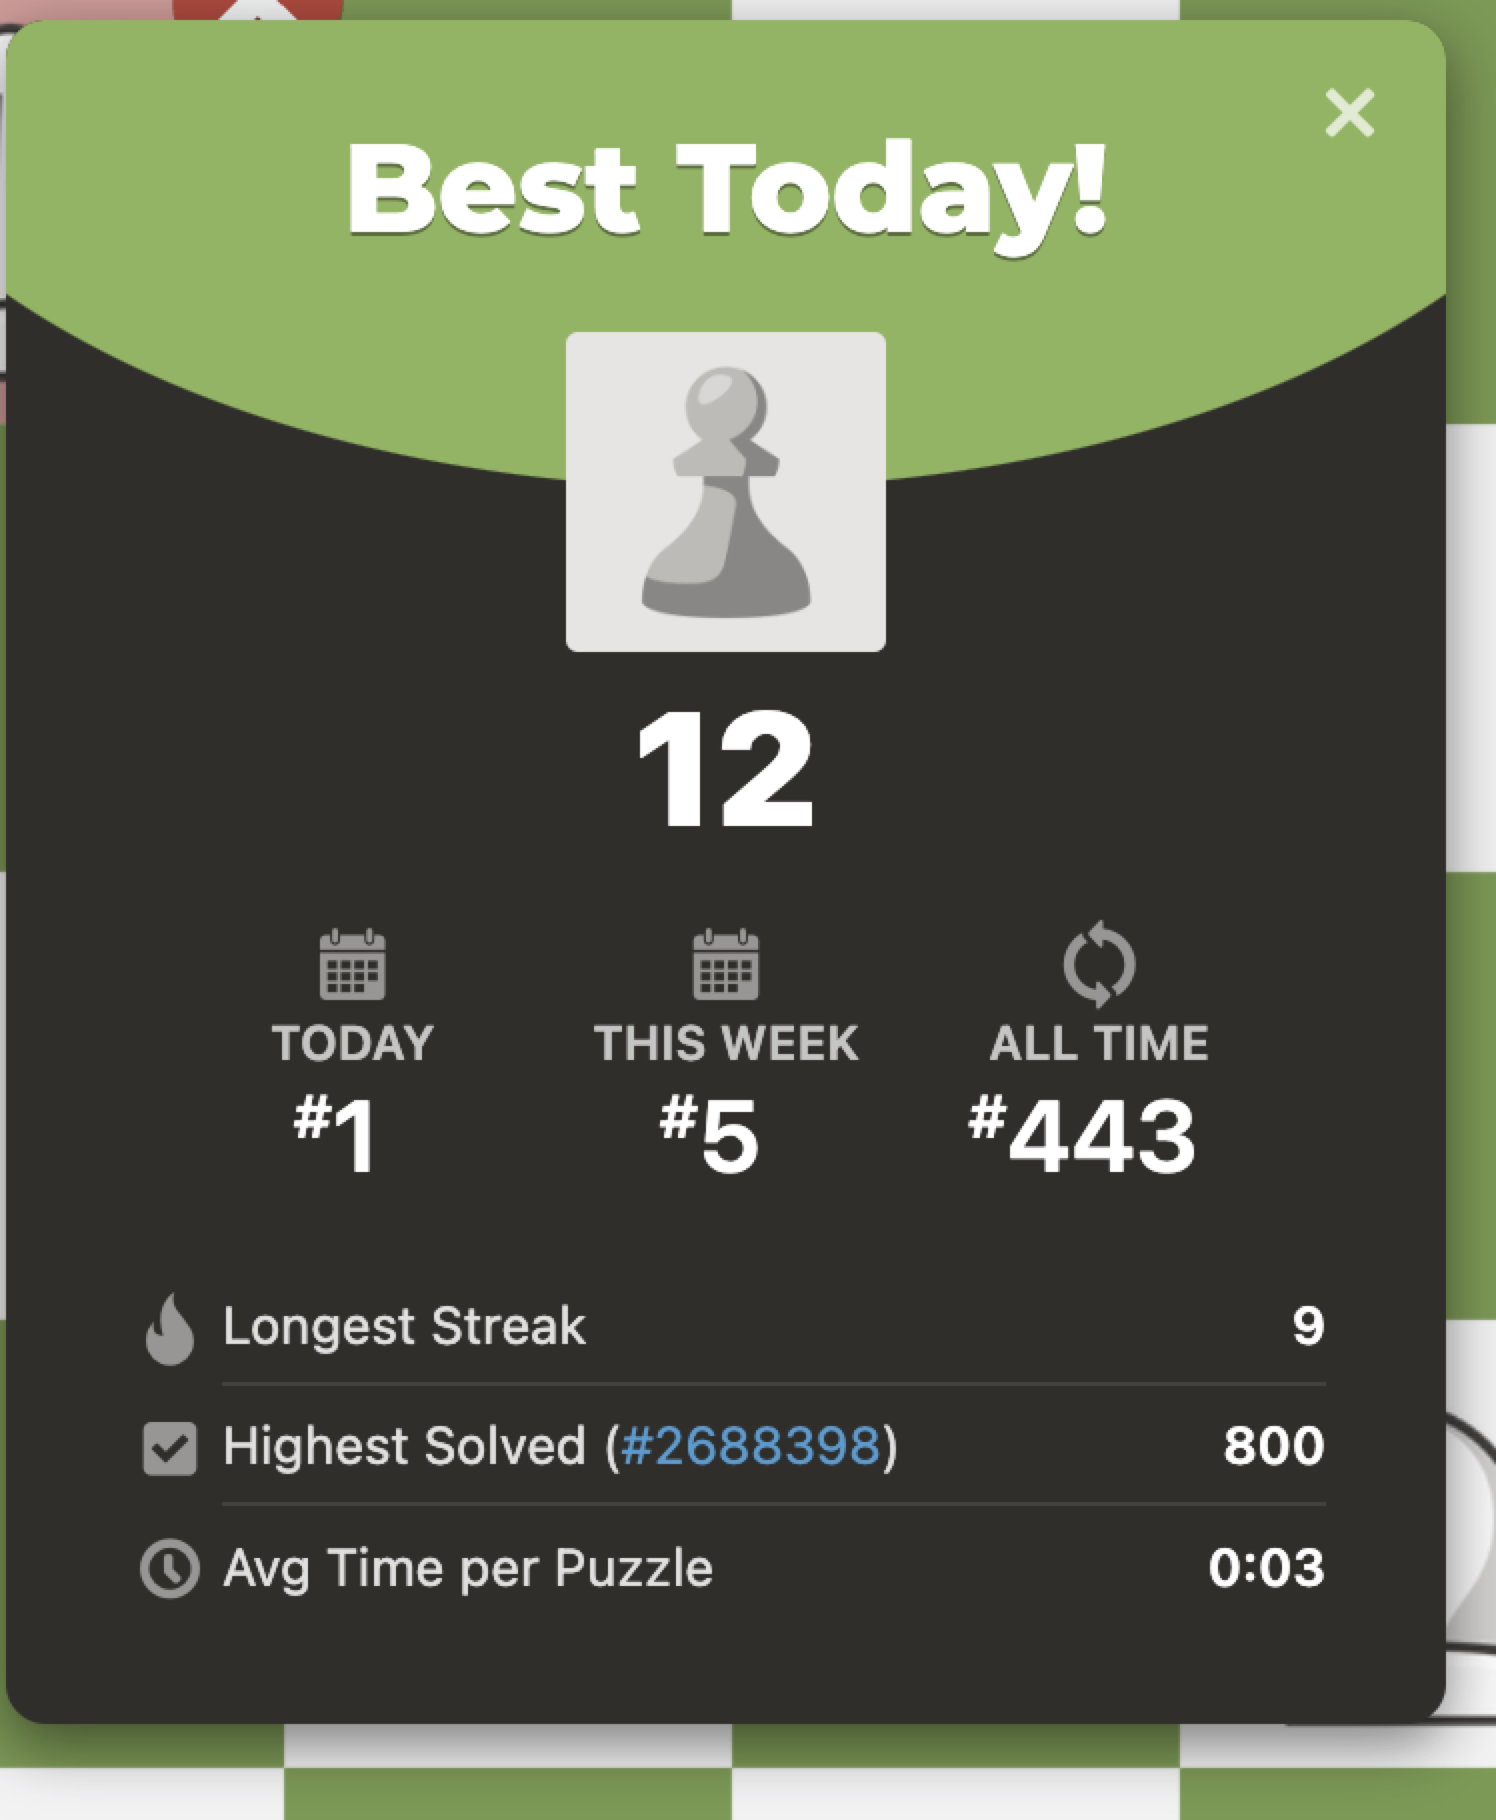 Best Today!
12
TODAY THIS WEEK ALL TIME
#1 #5 #443
Longest Streak 9
Highest Solved (#2688398) 800
Avg Time per Puzzle 0:03